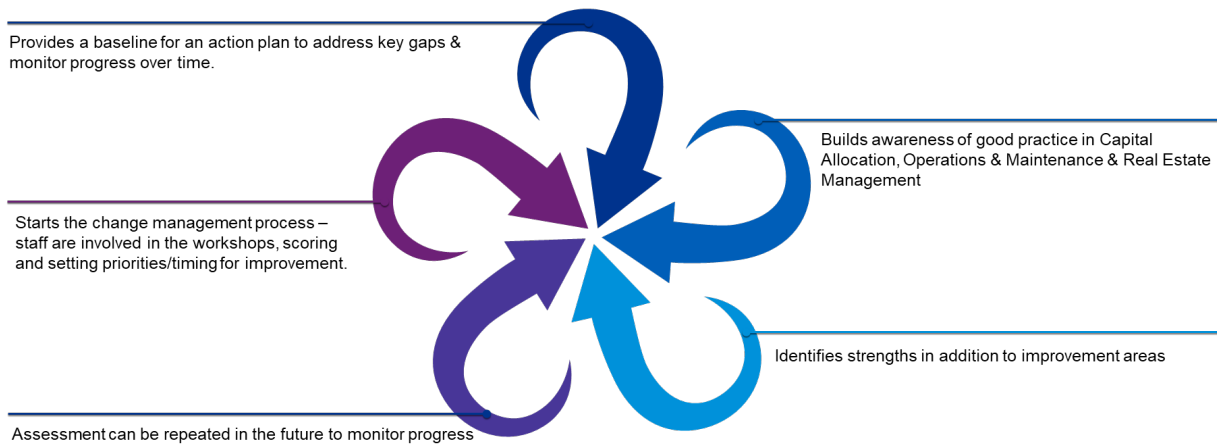 Provides a baseline for an action plan to address key gaps &
monitor progress over time.
Builds awareness of good practice in Capital
Allocation, Operations & Maintenance & Real Estate
Management
Starts the change management process –
staff are involved in the workshops, scoring
and setting priorities/timing for improvement.
Identifies strengths in addition to improvement areas
Assessment can be repeated in the future to monitor progress